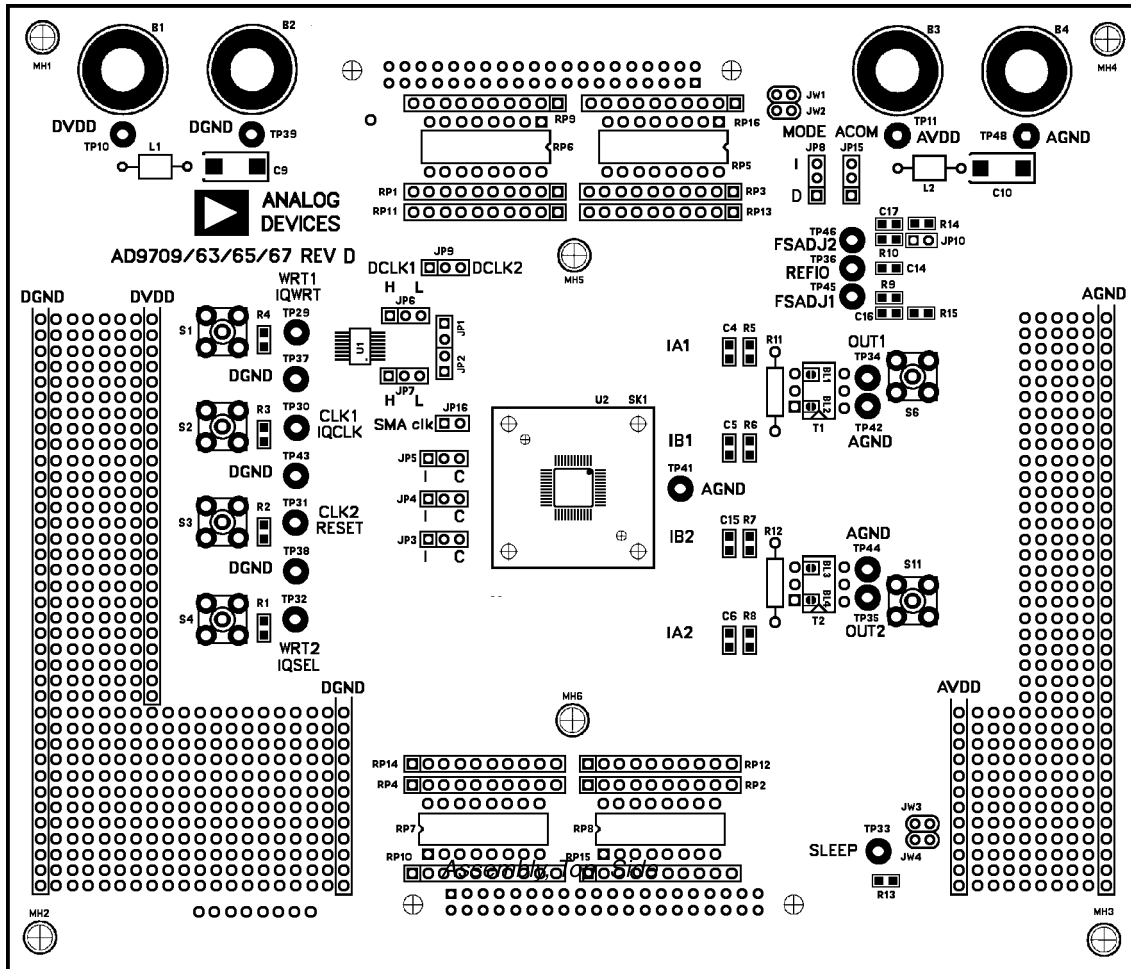 B1
B2
B3
B4
MH1
MH4
DVDD
TP10
DGND
TP39
L1
C9
RP9
RP6
RP16
RP5
JW1
JW2
MODE
ACOM
JP8
JP15
I
D
TP11
AVDD
TP48
AGND
L2
C10
RP1
RP3
RP11
RP13
ANALOG
DEVICES
AD9709/63/65/67 REV D
C17
R14
TP46
FSADJ2
JP10
R10
TP36
REFIO
C14
TP45
FSADJ1
R9
C16
R15
MH5
JP9
DCLK1
DCLK2
H L
JP6
U1
JP1
JP2
JP7
H L
DGND
DVDD
WRT1
IQWRT
S1
R4
TP29
TP37
DGND
S2
R3
TP30
CLK1
IQCLK
TP43
DGND
S3
R2
TP31
CLK2
RESET
TP38
DGND
S4
R1
TP32
WRT2
IQSEL
SMA clk
JP16
JP5
I C
JP4
I C
JP3
I C
U2
SK1
TP41
AGND
IA1
C4
R5
R11
BL1
BL2
T1
OUT1
TP34
TP42
AGND
S6
IB1
C5
R6
IB2
C15
R7
R12
BL3
BL4
T2
AGND
TP44
TP35
OUT2
S11
IA2
C6
R8
AGND
DGND
AVDD
MH6
RP14
RP12
RP4
RP2
RP7
RP8
RP10
RP15
Assembly, Top Side
SLEEP
TP33
JW3
JW4
R13
MH2
MH3